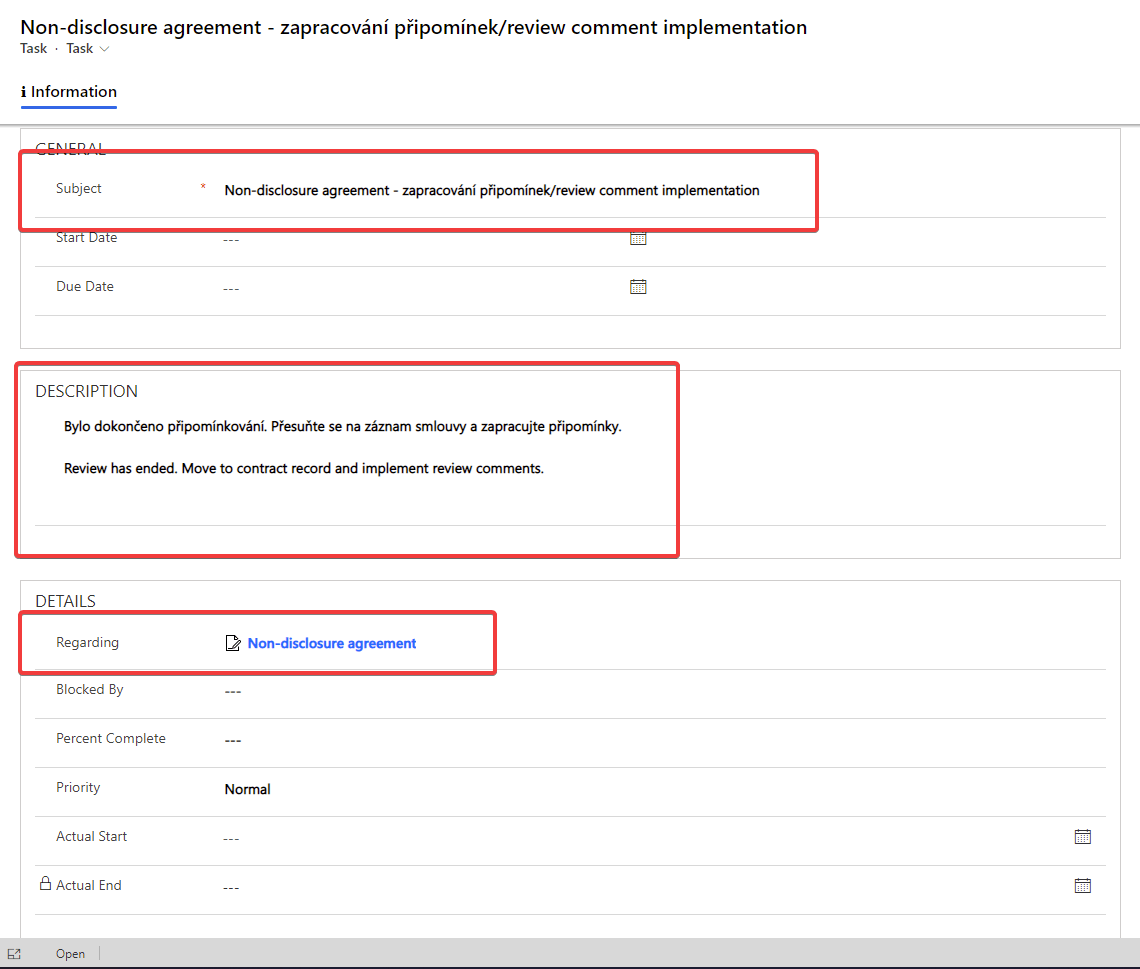 Non-disclosure agreement - zapracování připomínek/review comment implementation
Task · Task
Information
GENERAL
Subject * Non-disclosure agreement - zapracování připomínek/review comment implementation
Start Date ---
Due Date ---
DESCRIPTION
Bylo dokončeno připomínkování. Přesuňte se na záznam smlouvy a zapracujte připomínky.
Review has ended. Move to contract record and implement review comments.
DETAILS
Regarding Non-disclosure agreement
Blocked By ---
Percent Complete ---
Priority Normal
Actual Start ---
Actual End ---
Open